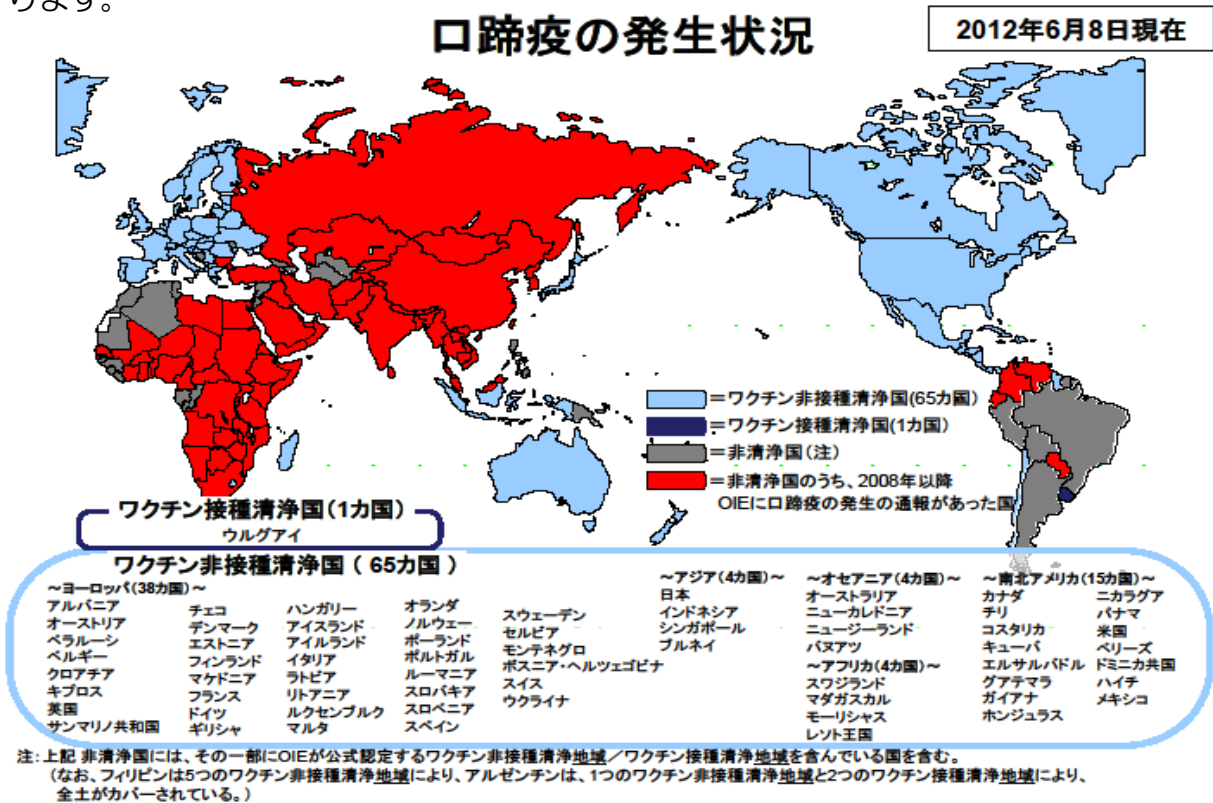 ります。
口蹄疫の発生状況
2012年6月8日現在
=ワクチン非接種清浄国(65カ国)
=ワクチン接種清浄国(1カ国)
=非清浄国(注)
=非清浄国のうち、2008年以降
OIEに口蹄疫の発生の通報があった国
ワクチン接種清浄国(1カ国)
ウルグアイ
ワクチン非接種清浄国 ( 65カ国 )
~ヨーロッパ(38カ国)~
アルバニア
オーストリア
ベラルーシ
ベルギー
クロアチア
キプロス
英国
サンマリノ共和国
チェコ
デンマーク
エストニア
フィンランド
マケドニア
フランス
ドイツ
ギリシャ
ハンガリー
アイスランド
アイルランド
イタリア
ラトビア
リトアニア
ルクセンブルク
マルタ
オランダ
ノルウェー
ポーランド
ポルトガル
ルーマニア
スロバキア
スロベニア
スペイン
スウェーデン
セルビア
モンテネグロ
ボスニア・ヘルツェゴビナ
スイス
ウクライナ
~アジア(4カ国)~
日本
インドネシア
シンガポール
ブルネイ
~オセアニア(4カ国)~
オーストラリア
ニューカレドニア
ニュージーランド
バヌアツ
~アフリカ(4カ国)~
スワジランド
マダガスカル
モーリシャス
レソト王国
~南北アメリカ(15カ国)~
カナダ
チリ
コスタリカ
キューバ
エルサルバドル
グアテマラ
ガイアナ
ホンジュラス
ニカラグア
パナマ
米国
ベリーズ
ドミニカ共国
ハイチ
メキシコ
注:上記 非清浄国には、その一部にOIEが公式認定するワクチン非接種清浄地域/ワクチン接種清浄地域を含んでいる国を含む。
(なお、フィリピンは5つのワクチン非接種清浄地域により、アルゼンチンは、1つのワクチン非接種清浄地域と2つのワクチン接種清浄地域により、
全土がカバーされている。)